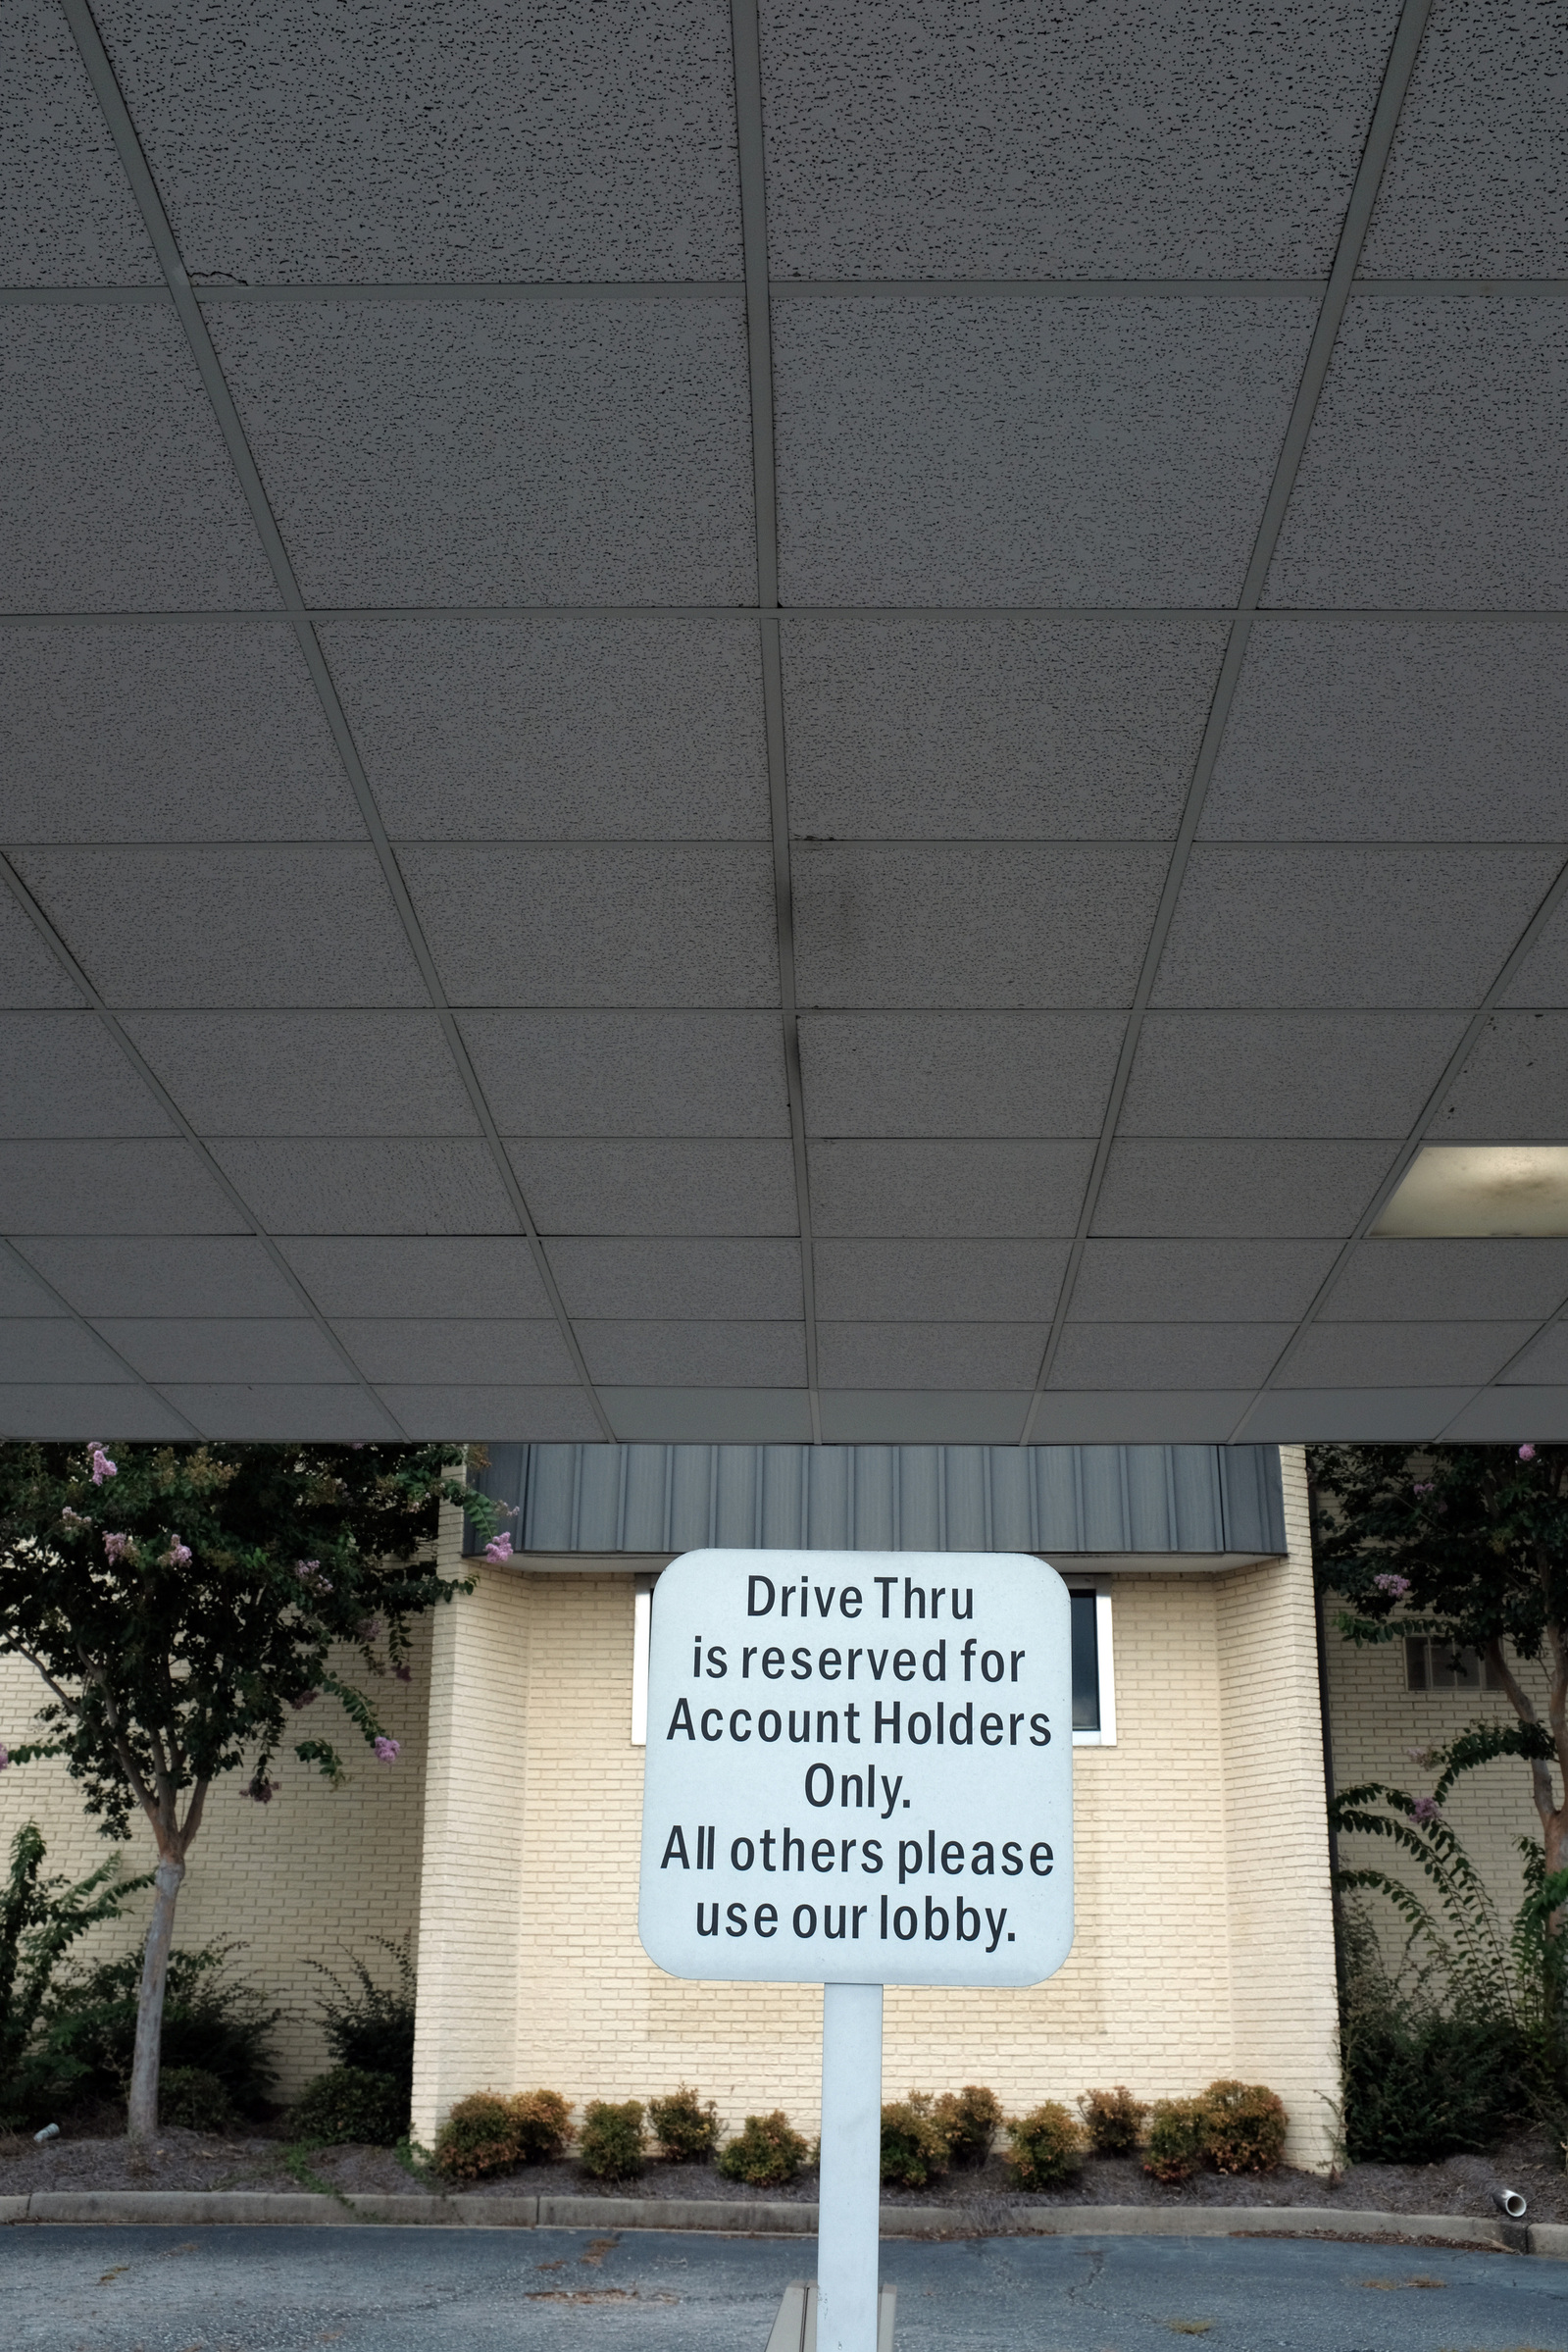 Drive Thru
is reserved for
Account Holders
Only.
All others please
use our lobby.